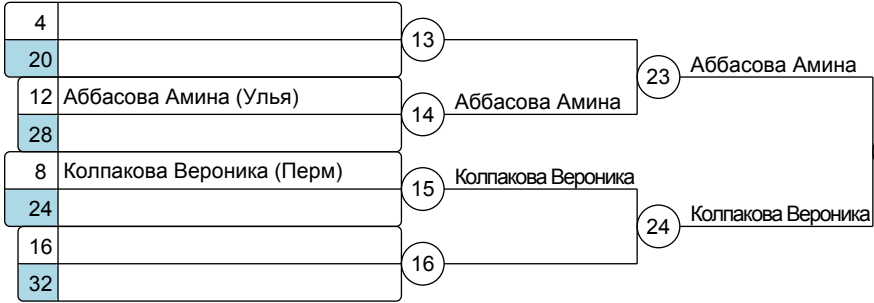 4
13
20
23 Аббасова Амина
12 Аббасова Амина (Улья)
14 Аббасова Амина
28
8 Колпакова Вероника (Перм)
15 Колпакова Вероника
24
24 Колпакова Вероника
16
16
32